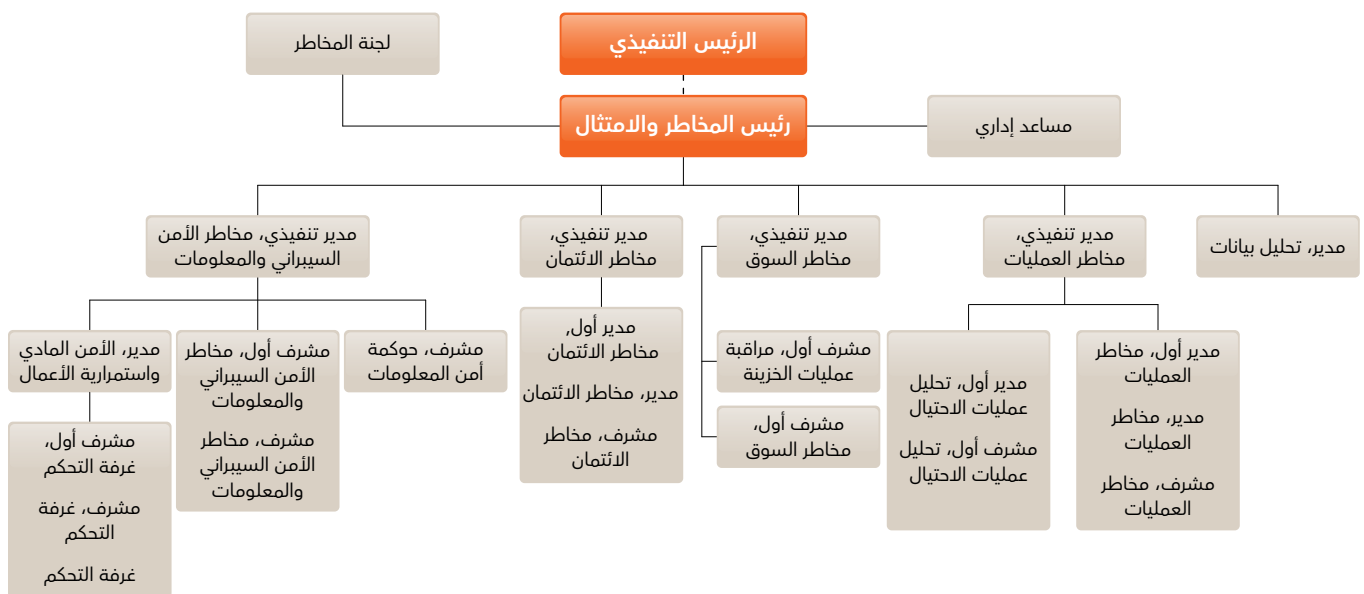 الرئيس التنفيذي
لجنة المخاطر
رئيس المخاطر والامتثال
مساعد إداري
مدير، تحليل بيانات
مدير تنفيذي،
مخاطر العمليات
مدير تنفيذي،
مخاطر السوق
مدير تنفيذي،
مخاطر الائتمان
مدير تنفيذي، مخاطر الأمن
السيبراني والمعلومات
مدير أول، مخاطر
العمليات
مدير، مخاطر
العمليات
مشرف، مخاطر
العمليات
مدير أول، تحليل
عمليات الاحتيال
مشرف أول، تحليل
عمليات الاحتيال
مشرف أول، مراقبة
عمليات الخزينة
مشرف أول،
مخاطر السوق
مدير أول,
مخاطر الائتمان
مدير، مخاطر الائتمان
مشرف، مخاطر
الائتمان
مشرف، حوكمة
أمن المعلومات
مشرف أول، مخاطر
الأمن السيبراني
والمعلومات
مشرف، مخاطر
الأمن السيبراني
والمعلومات
مدير، الأمن المادي
واستمرارية الأعمال
مشرف أول،
غرفة التحكم
مشرف، غرفة
التحكم
غرفة التحكم